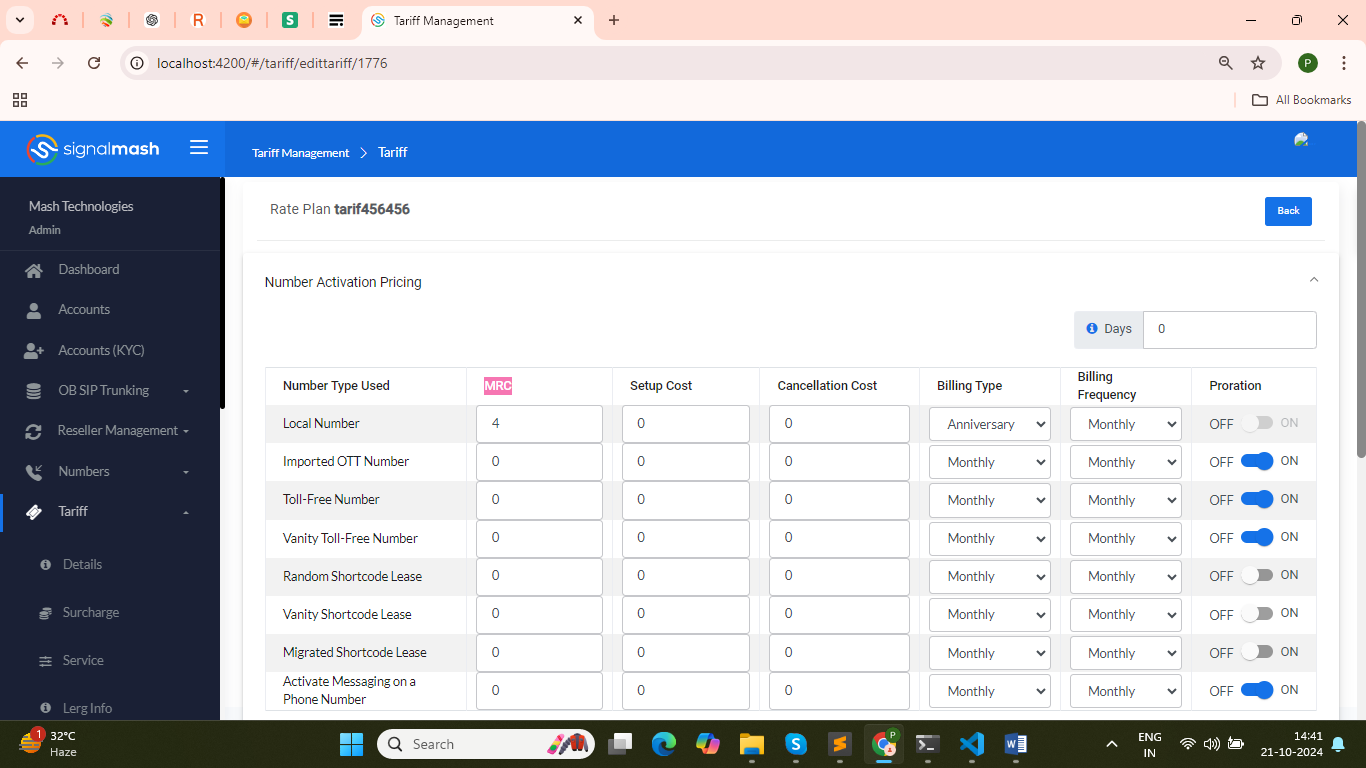 Tariff Management
localhost:4200/#/tariff/edittariff/1776
P
All Bookmarks
signalmash
Tariff Management > Tariff
Mash Technologies
Admin
Dashboard
Accounts
Accounts (KYC)
OB SIP Trunking
Reseller Management
Numbers
Tariff
Details
Surcharge
Service
Lerg Info
Rate Plan tarif456456
Back
Number Activation Pricing
Days 0
Number Type Used MRC Setup Cost Cancellation Cost Billing Type Billing Frequency Proration
Local Number 4 0 0 Anniversary Monthly OFF ON
Imported OTT Number 0 0 0 Monthly Monthly OFF ON
Toll-Free Number 0 0 0 Monthly Monthly OFF ON
Vanity Toll-Free Number 0 0 0 Monthly Monthly OFF ON
Random Shortcode Lease 0 0 0 Monthly Monthly OFF ON
Vanity Shortcode Lease 0 0 0 Monthly Monthly OFF ON
Migrated Shortcode Lease 0 0 0 Monthly Monthly OFF ON
Activate Messaging on a Phone Number 0 0 0 Monthly Monthly OFF ON
1
32°C
Haze
Search
P
ENG
IN
14:41
21-10-2024